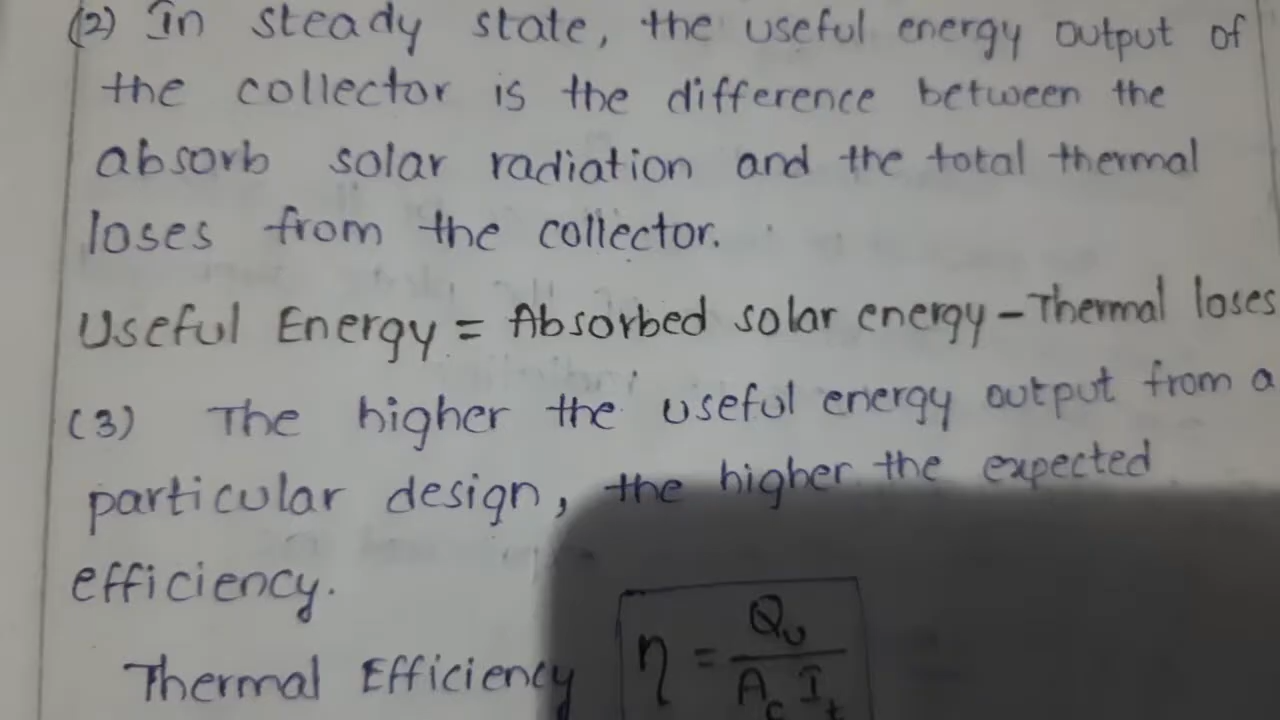 (2) In steady state, the useful energy output of
the collector is the difference between the
absorb solar radiation and the total thermal
loses from the collector.
Useful Energy = Absorbed solar energy – Thermal loses
(3) The higher the useful energy output from a
particular design, the higher the expected
efficiency.
Thermal Efficiency η = Qu / Ac It